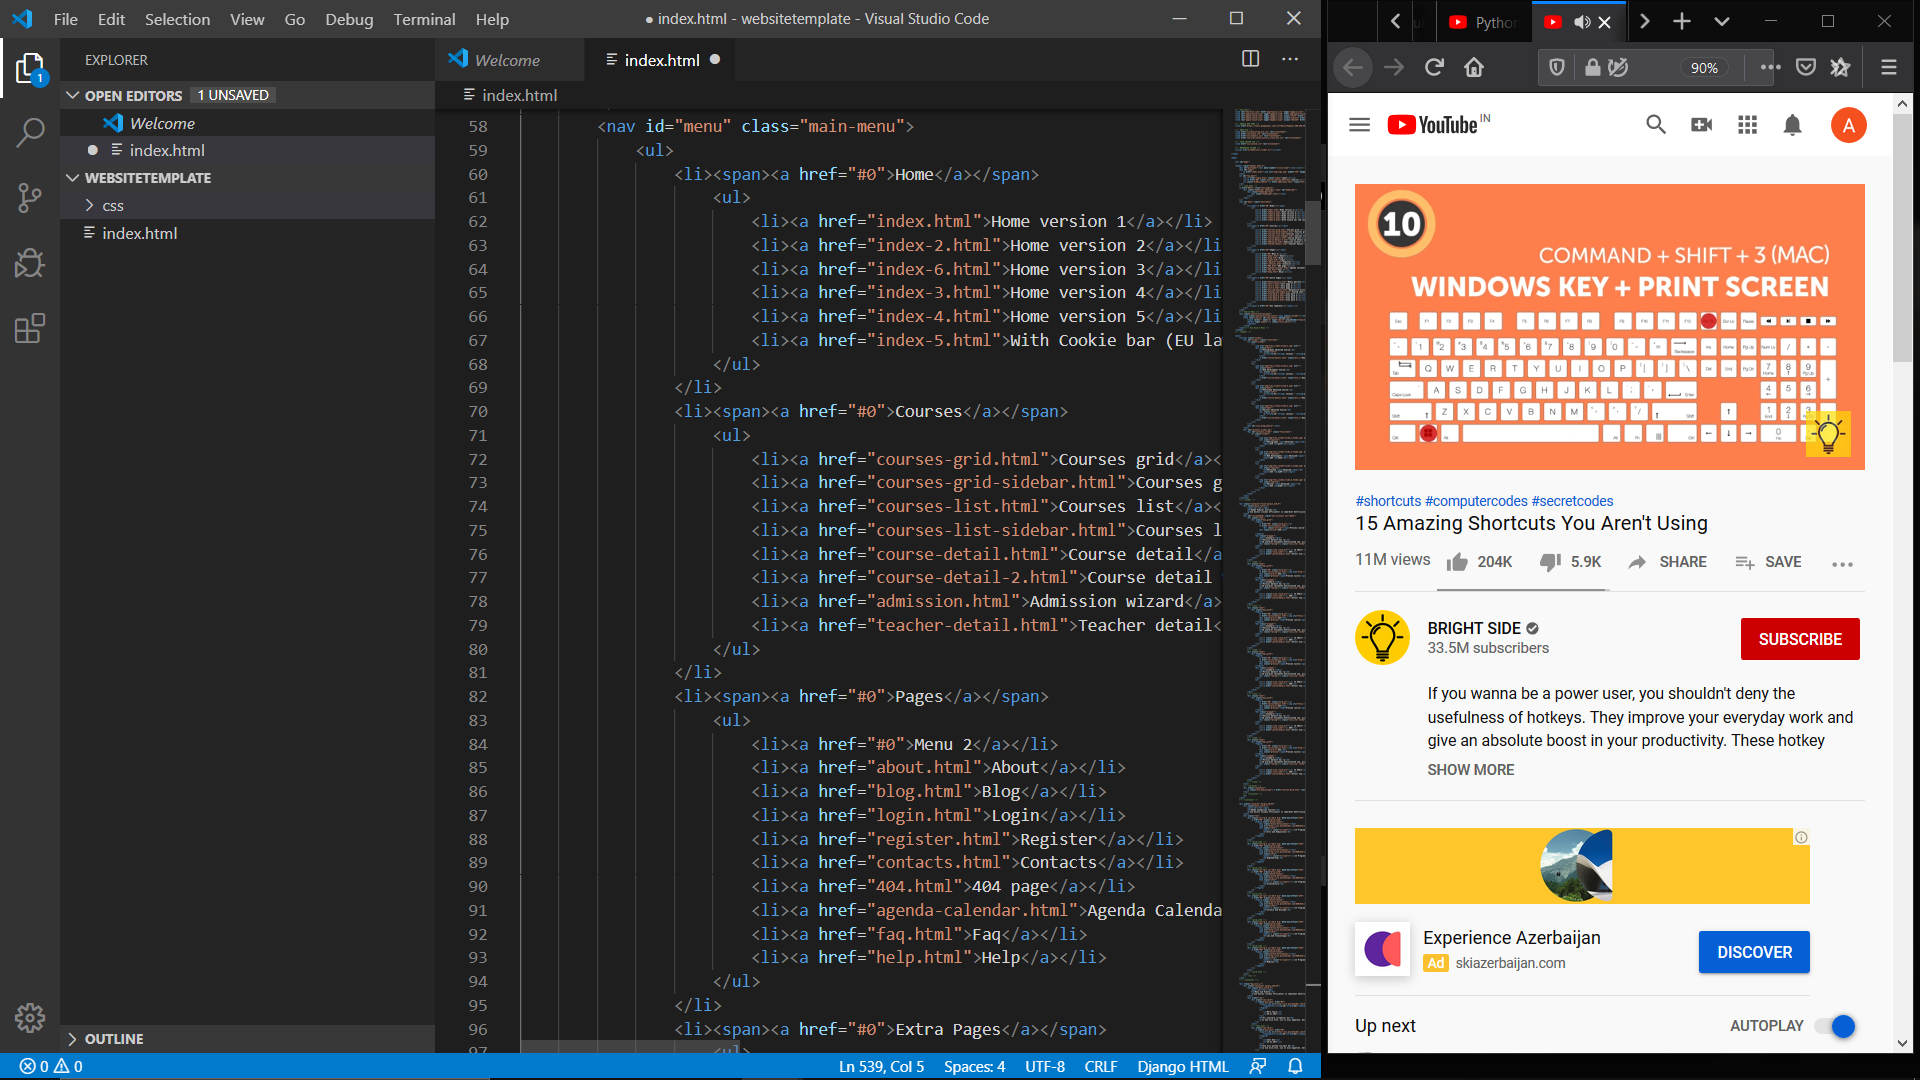 File Edit Selection View Go Debug Terminal Help
● index.html - websitetemplate - Visual Studio Code
EXPLORER
OPEN EDITORS 1 UNSAVED
Welcome
index.html
WEBSITETEMPLATE
css
index.html
OUTLINE
1
Welcome
index.html
index.html
58 <nav id="menu" class="main-menu">
59 <ul>
60 <li><span><a href="#0">Home</a></span>
61 <ul>
62 <li><a href="index.html">Home version 1</a></li>
63 <li><a href="index-2.html">Home version 2</a></li
64 <li><a href="index-6.html">Home version 3</a></li
65 <li><a href="index-3.html">Home version 4</a></li
66 <li><a href="index-4.html">Home version 5</a></li
67 <li><a href="index-5.html">With Cookie bar (EU la
68 </ul>
69 </li>
70 <li><span><a href="#0">Courses</a></span>
71 <ul>
72 <li><a href="courses-grid.html">Courses grid</a><
73 <li><a href="courses-grid-sidebar.html">Courses g
74 <li><a href="courses-list.html">Courses list</a><
75 <li><a href="courses-list-sidebar.html">Courses l
76 <li><a href="course-detail.html">Course detail</a
77 <li><a href="course-detail-2.html">Course detail
78 <li><a href="admission.html">Admission wizard</a>
79 <li><a href="teacher-detail.html">Teacher detail<
80 </ul>
81 </li>
82 <li><span><a href="#0">Pages</a></span>
83 <ul>
84 <li><a href="#0">Menu 2</a></li>
85 <li><a href="about.html">About</a></li>
86 <li><a href="blog.html">Blog</a></li>
87 <li><a href="login.html">Login</a></li>
88 <li><a href="register.html">Register</a></li>
89 <li><a href="contacts.html">Contacts</a></li>
90 <li><a href="404.html">404 page</a></li>
91 <li><a href="agenda-calendar.html">Agenda Calenda
92 <li><a href="faq.html">Faq</a></li>
93 <li><a href="help.html">Help</a></li>
94 </ul>
95 </li>
96 <li><span><a href="#0">Extra Pages</a></span>
97 <ul>
0 0 Ln 539, Col 5 Spaces: 4 UTF-8 CRLF Django HTML
Python
90%
YouTube IN
A
10
COMMAND + SHIFT + 3 (MAC)
WINDOWS KEY + PRINT SCREEN
#shortcuts #computercodes #secretcodes
15 Amazing Shortcuts You Aren't Using
11M views 204K 5.9K SHARE SAVE
BRIGHT SIDE
33.5M subscribers
SUBSCRIBE
If you wanna be a power user, you shouldn't deny the
usefulness of hotkeys. They improve your everyday work and
give an absolute boost in your productivity. These hotkey
SHOW MORE
Experience Azerbaijan
Ad skiazerbaijan.com
DISCOVER
Up next AUTOPLAY